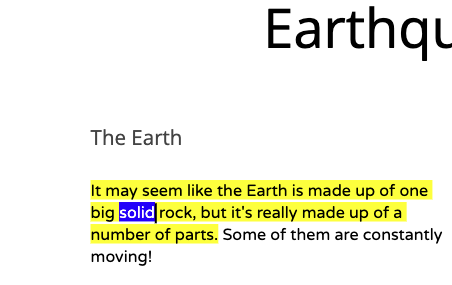 Earthqu
The Earth
It may seem like the Earth is made up of one
big solid rock, but it's really made up of a
number of parts. Some of them are constantly
moving!